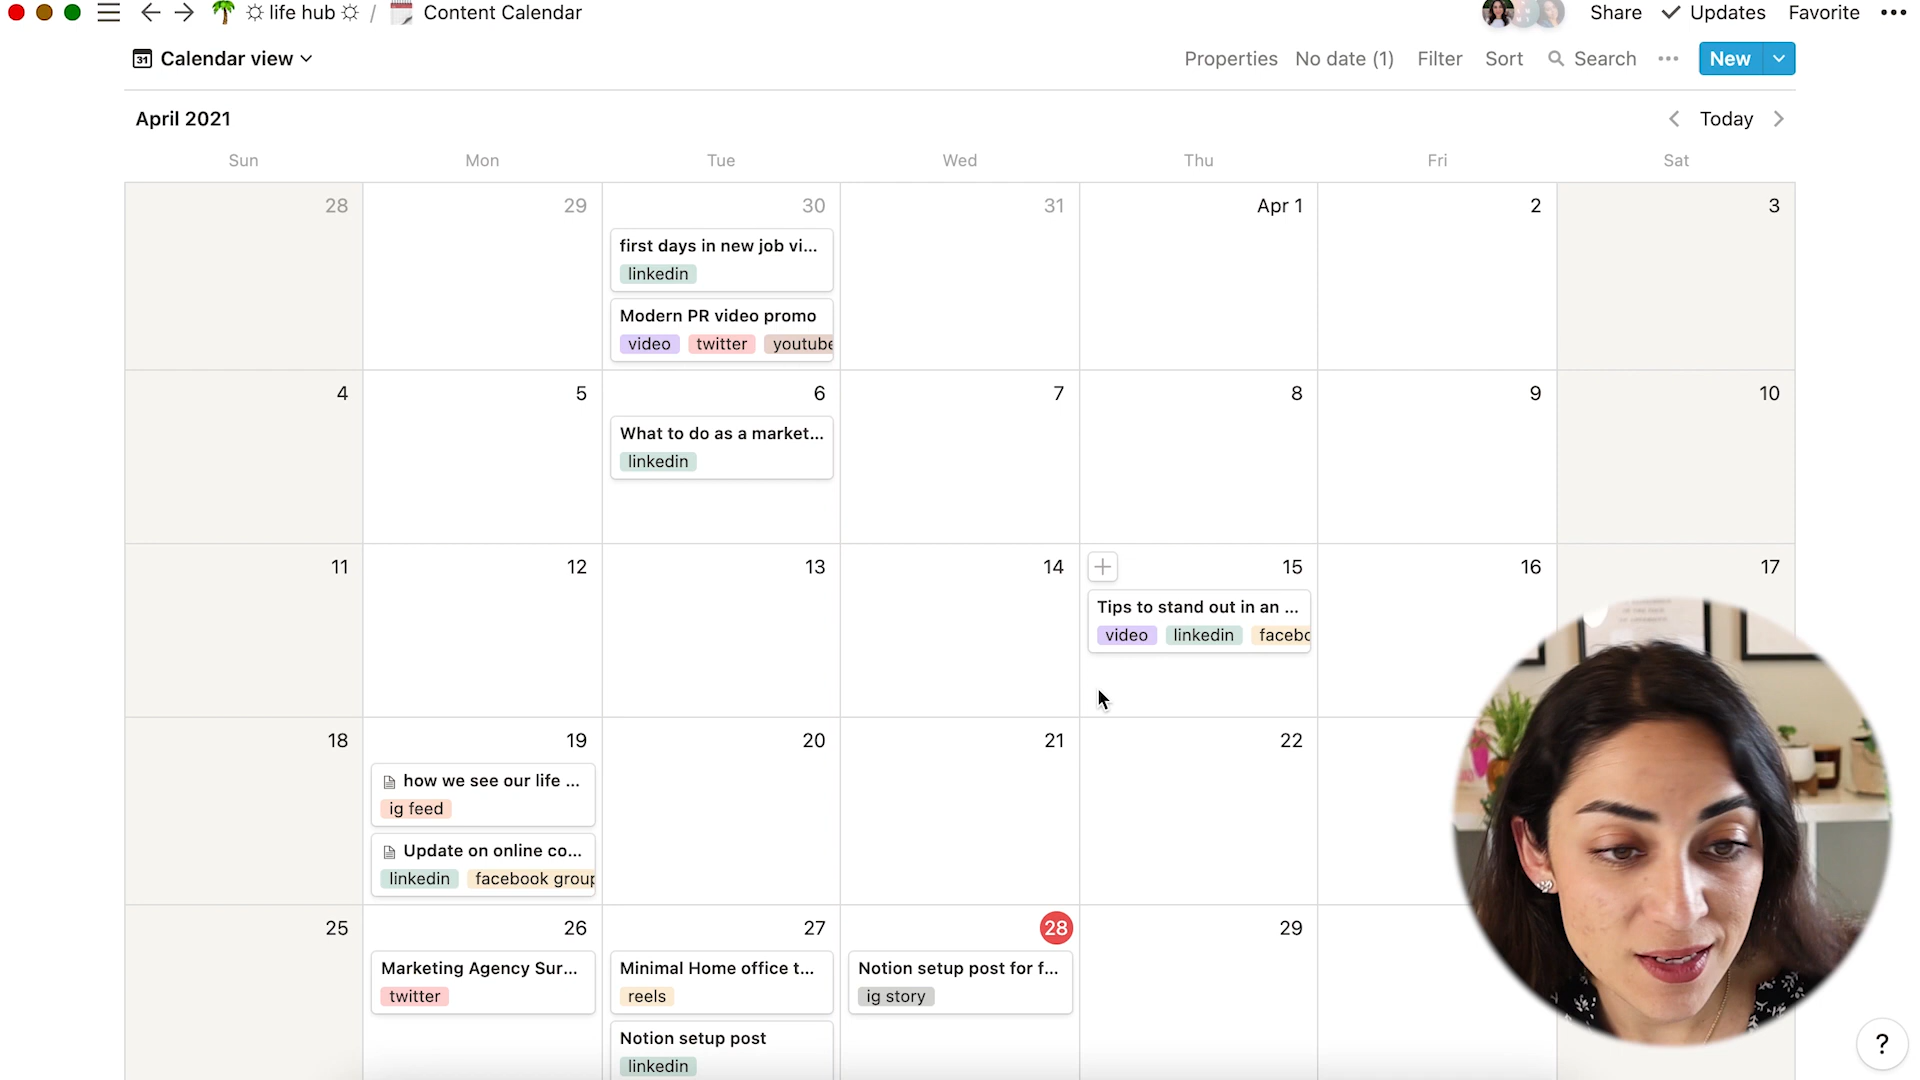 life hub / Content Calendar
Share Updates Favorite
31 Calendar view
Properties No date (1) Filter Sort Search New
April 2021
Today
Sun Mon Tue Wed Thu Fri Sat
28 29 30 31 Apr 1 2 3
first days in new job vi...
linkedin
Modern PR video promo
video twitter youtube
4 5 6 7 8 9 10
What to do as a market...
linkedin
11 12 13 14 15 16 17
Tips to stand out in an ...
video linkedin facebo
18 19 20 21 22
how we see our life ...
ig feed
Update on online co...
linkedin facebook group
25 26 27 28 29
Marketing Agency Sur... Minimal Home office t... Notion setup post for f...
twitter reels ig story
Notion setup post
linkedin
?